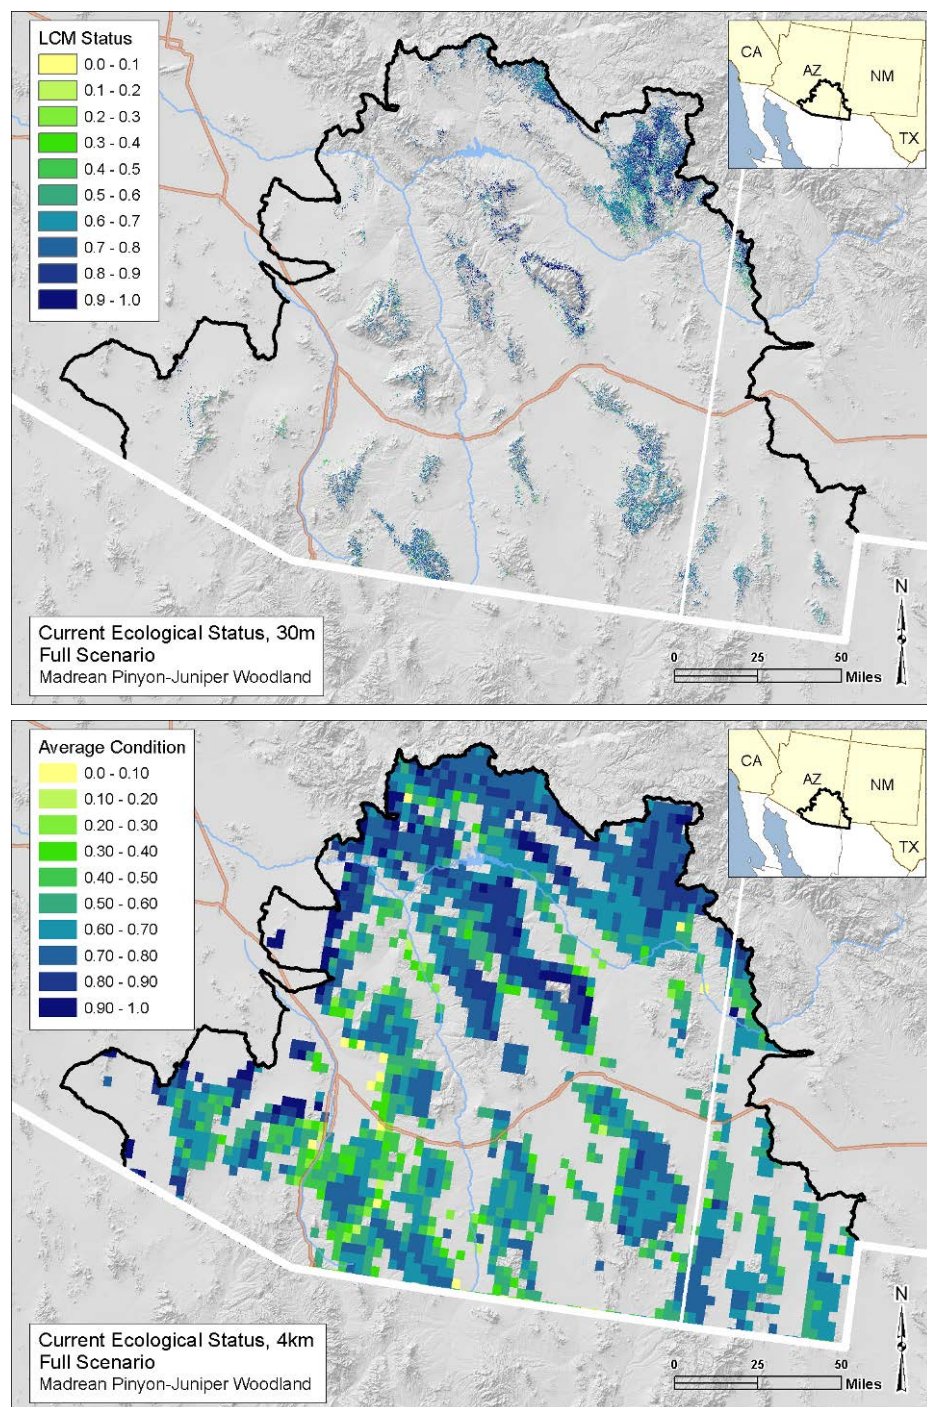 LCM Status
0.0 - 0.1
0.1 - 0.2
0.2 - 0.3
0.3 - 0.4
0.4 - 0.5
0.5 - 0.6
0.6 - 0.7
0.7 - 0.8
0.8 - 0.9
0.9 - 1.0
CA
AZ
NM
TX
Current Ecological Status, 30m
Full Scenario
Madrean Pinyon-Juniper Woodland
N
0 25 50
Miles
Average Condition
0.0 - 0.10
0.10 - 0.20
0.20 - 0.30
0.30 - 0.40
0.40 - 0.50
0.50 - 0.60
0.60 - 0.70
0.70 - 0.80
0.80 - 0.90
0.90 - 1.0
CA
AZ
NM
TX
Current Ecological Status, 4km
Full Scenario
Madrean Pinyon-Juniper Woodland
N
0 25 50
Miles